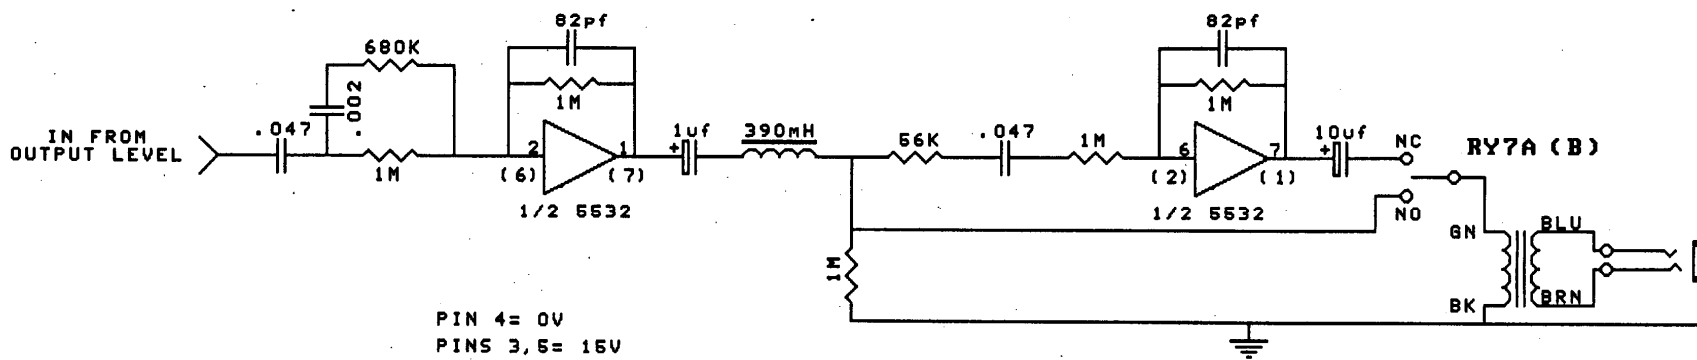 82pf
82pf
680K
.002
1M
1M
IN FROM
OUTPUT LEVEL
.047
1M
2
1
(6)
(7)
1/2 5532
1uf
390mH
56K
.047
1M
6
7
(2)
(1)
1/2 5532
10uf
NC
RY7A (B)
NO
GN
BLU
1M
BK
BRN
PIN 4= 0V
PINS 3,5= 15V